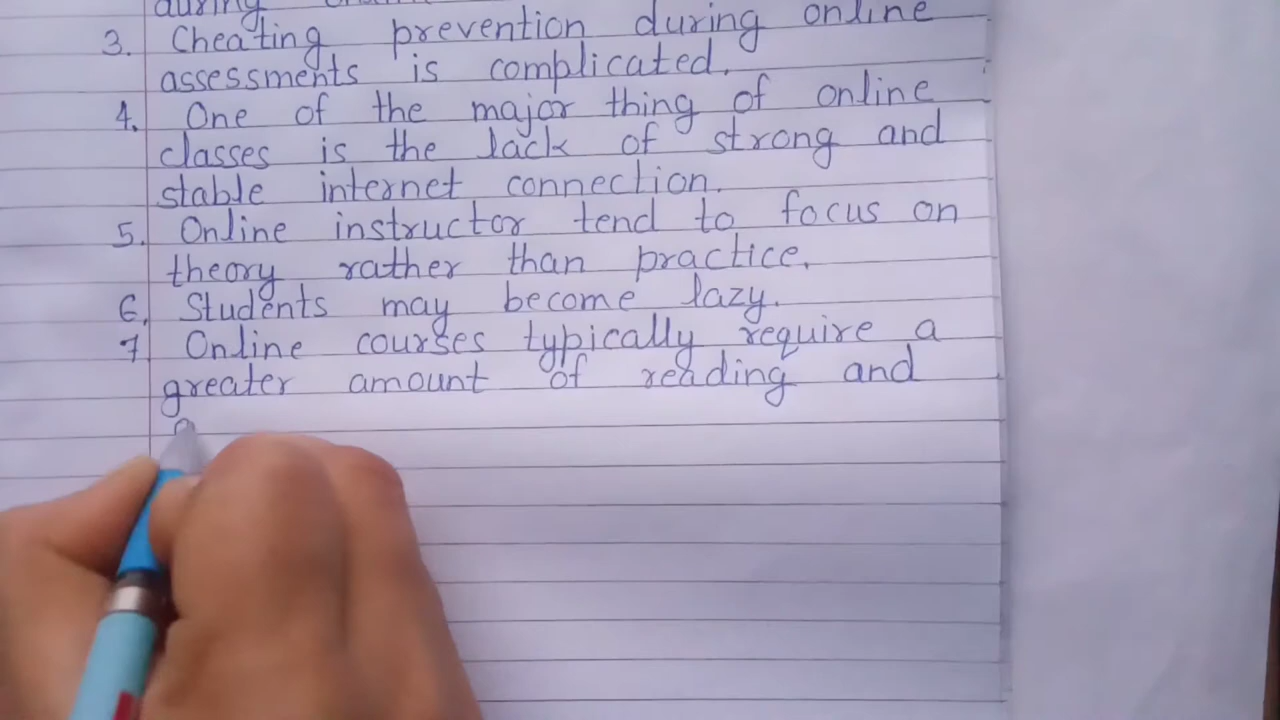 during
3. Cheating prevention during online
assessments is complicated.
4. One of the major thing of online
classes is the lack of strong and
stable internet connection.
5. Online instructor tend to focus on
theory rather than practice.
6. Students may become lazy.
7 Online courses typically require a
greater amount of reading and